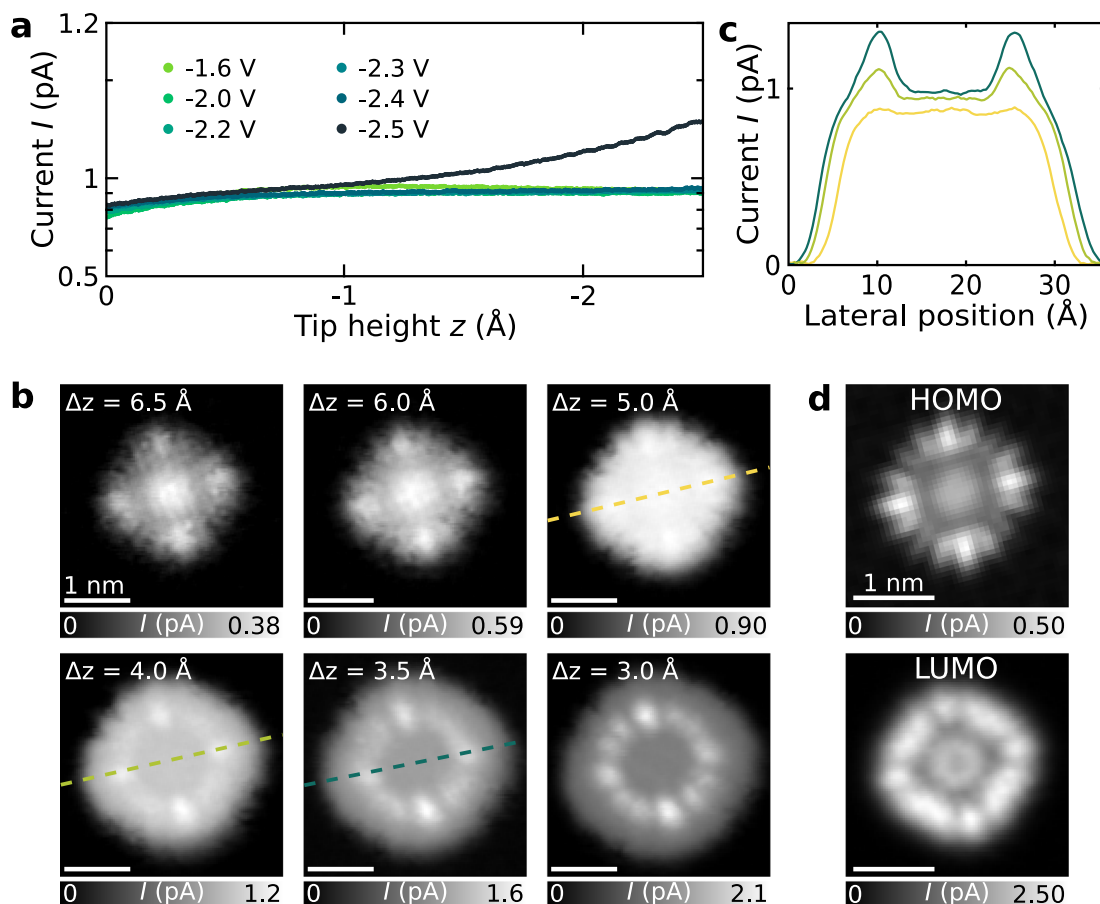 a
1.2
1
0.5
Current I (pA)
-1.6 V
-2.0 V
-2.2 V
-2.3 V
-2.4 V
-2.5 V
0
-1
-2
Tip height z (Å)
c
Current I (pA)
1
0
0
10
20
30
Lateral position (Å)
b
Δz = 6.5 Å
1 nm
0
I (pA)
0.38
Δz = 6.0 Å
0
I (pA)
0.59
Δz = 5.0 Å
0
I (pA)
0.90
Δz = 4.0 Å
0
I (pA)
1.2
Δz = 3.5 Å
0
I (pA)
1.6
Δz = 3.0 Å
0
I (pA)
2.1
d
HOMO
1 nm
0
I (pA)
0.50
LUMO
0
I (pA)
2.50